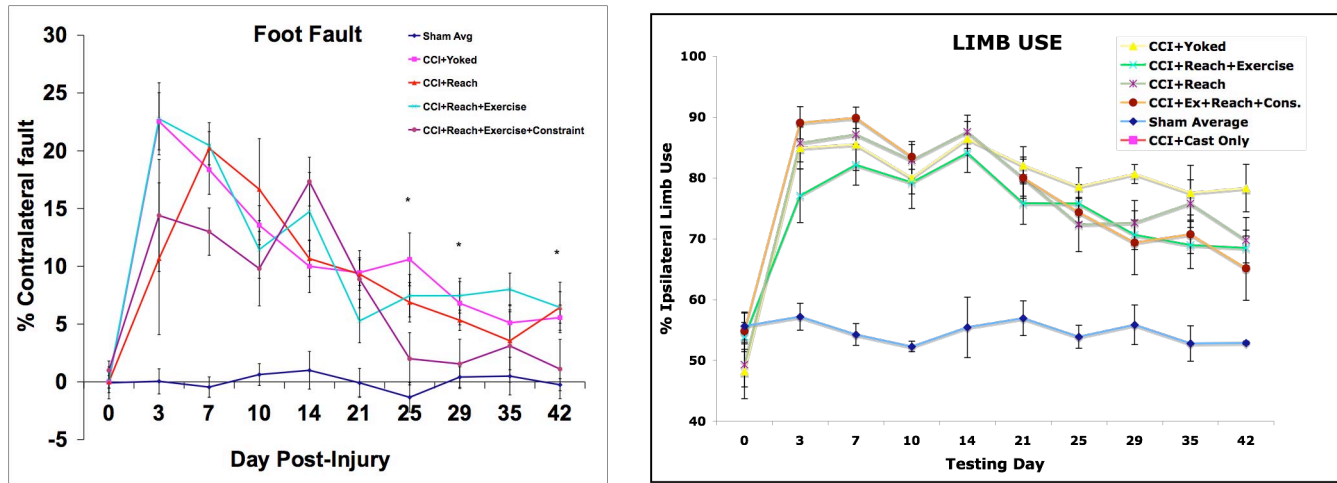 Foot Fault
Sham Avg
CCI+Yoked
CCI+Reach
CCI+Reach+Exercise
CCI+Reach+Exercise+Constraint
% Contralateral fault
30
25
20
15
10
5
0
-5
* * *
0 3 7 10 14 21 25 29 35 42
Day Post-Injury
LIMB USE
CCI+Yoked
CCI+Reach+Exercise
CCI+Reach
CCI+Ex+Reach+Cons.
Sham Average
CCI+Cast Only
% Ipsilateral Limb Use
100
90
80
70
60
50
40
0 3 7 10 14 21 25 29 35 42
Testing Day